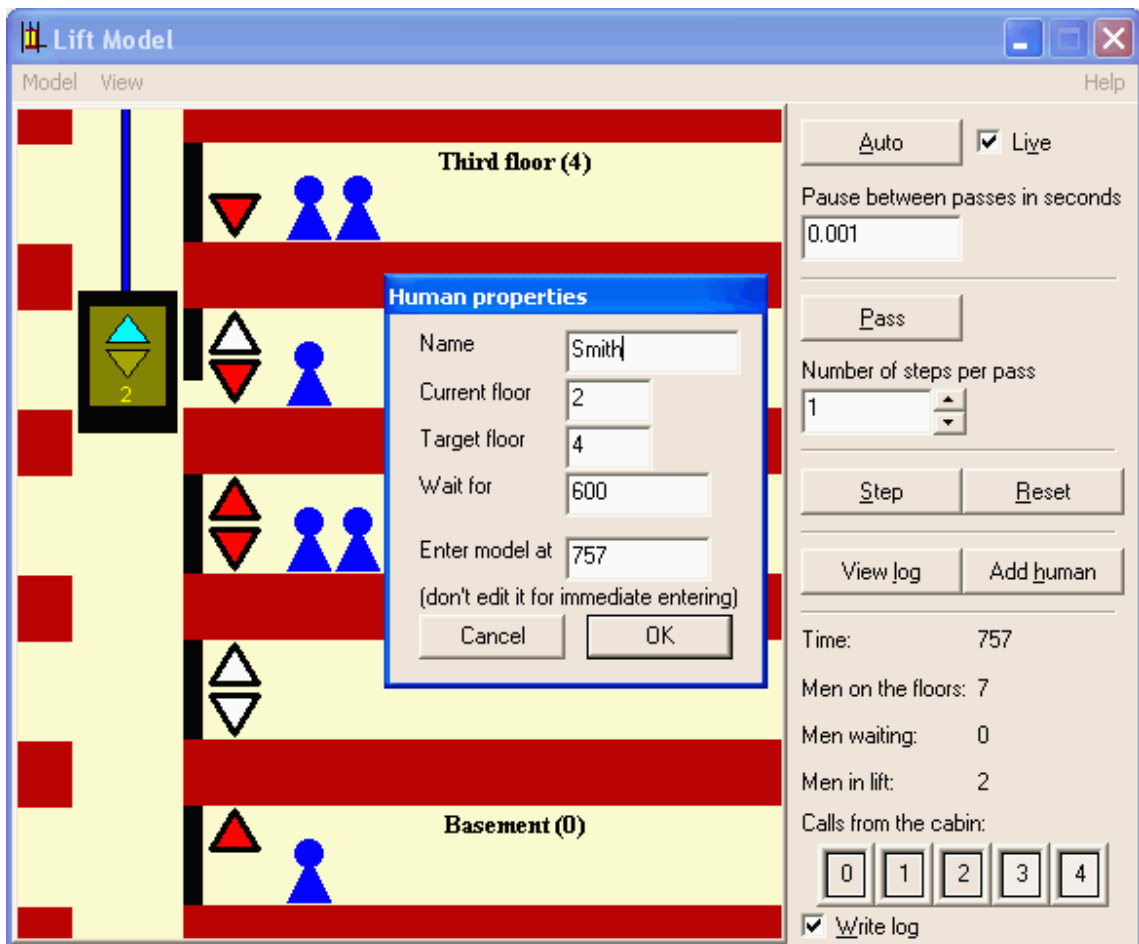 Lift Model
Model View Help
Third floor (4)
2
Basement (0)
Human properties
Name Smith
Current floor 2
Target floor 4
Wait for 600
Enter model at 757
(don't edit it for immediate entering)
Cancel OK
Auto Live
Pause between passes in seconds
0.001
Pass
Number of steps per pass
1
Step Reset
View log Add human
Time: 757
Men on the floors: 7
Men waiting: 0
Men in lift: 2
Calls from the cabin:
0 1 2 3 4
Write log